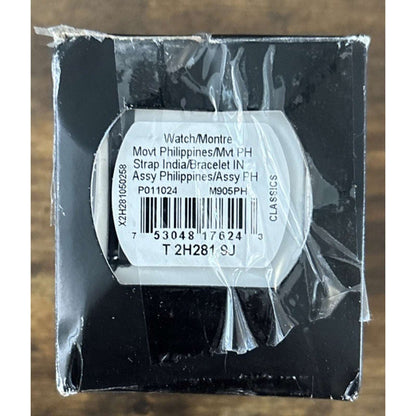 Watch/Montre
Movt Philippines/Mvt PH
Strap India/Bracelet IN
Assy Philippines/Assy PH
P011024 M905PH
7 53048 17624 3
T 2H281 9J
X2H281050258
CLASSICS